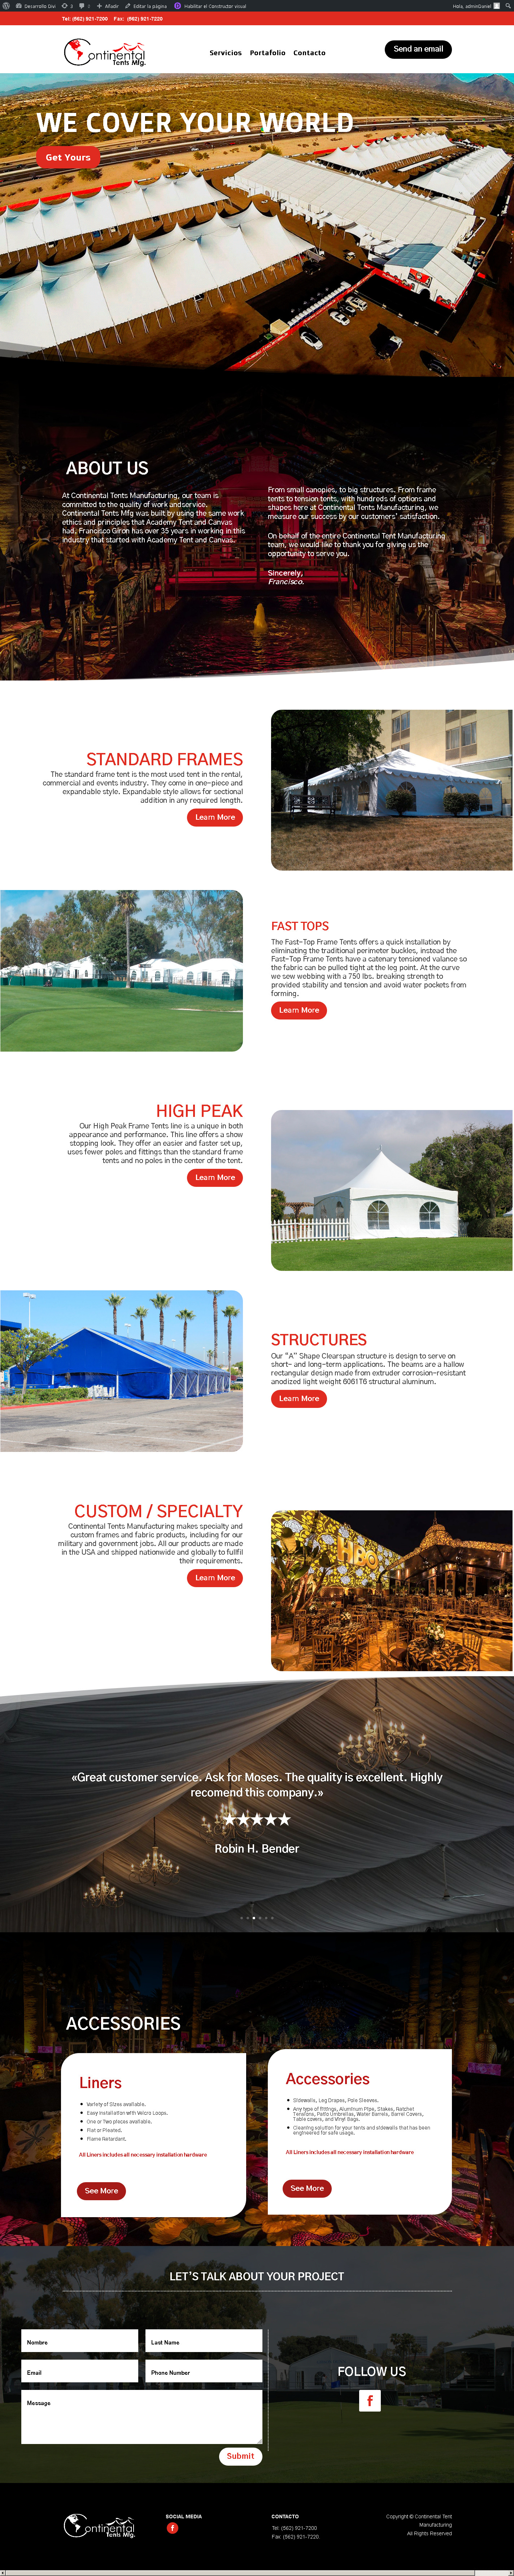 Desarrollo Divi 3 Añadir Editar la página Habilitar el Constructor visual Hola, adminDaniel
Tel: (562) 921-7200 Fax: (562) 921-7220
Continental
Tents Mfg.
Servicios Portafolio Contacto
Send an email
WE COVER YOUR WORLD
Get Yours
ABOUT US
At Continental Tents Manufacturing, our team is
committed to the quality of work andservice.
Continental Tents Mfg was built by using the same work
ethics and principles that Academy Tent and Canvas
had, Francisco Giron has over 35 years in working in this
industry that started with Academy Tent and Canvas.
From small canopies, to big structures. From frame
tents to tension tents, with hundreds of options and
shapes here at Continental Tents Manufacturing, we
measure our success by our customers' satisfaction.
On behalf of the entire Continental Tent Manufacturing
team, we would like to thank you for giving us the
opportunity to serve you.
Sincerely,
Francisco.
STANDARD FRAMES
The standard frame tent is the most used tent in the rental,
commercial and events industry. They come in one-piece and
expandable style. Expandable style allows for sectional
addition in any required length.
Learn More
FAST TOPS
The Fast-Top Frame Tents offers a quick installation by
eliminating the traditional perimeter buckles, instead the
Fast-Top Frame Tents have a catenary tensioned valance so
the fabric can be pulled tight at the leg point. At the curve
we sew webbing with a 750 lbs. breaking strength to
provided stability and tension and avoid water pockets from
forming.
Learn More
HIGH PEAK
Our High Peak Frame Tents line is a unique in both
appearance and performance. This line offers a show
stopping look. They offer an easier and faster set up,
uses fewer poles and fittings than the standard frame
tents and no poles in the center of the tent.
Learn More
STRUCTURES
Our "A" Shape Clearspan structure is design to serve on
short- and long-term applications. The beams are a hallow
rectangular design made from extruder corrosion-resistant
anodized light weight 6061T6 structural aluminum.
Learn More
CUSTOM / SPECIALTY
Continental Tents Manufacturing makes specialty and
custom frames and fabric products, including for our
military and government jobs. All our products are made
in the USA and shipped nationwide and globally to fullfil
their requirements.
Learn More
HBO
«Great customer service. Ask for Moses. The quality is excellent. Highly
recomend this company.»
★★★★★
Robin H. Bender
ACCESSORIES
Liners
Variety of Sizes available.
Easy installation with Velcro Loops.
One or Two pieces available.
Flat or Pleated.
Flame Retardant.
All Liners includes all necessary installation hardware
See More
Accessories
Sidewalls, Leg Drapes, Pole Sleeves.
Any type of fittings, Aluminum Pipe, Stakes, Ratchet
Tensions, Patio Umbrellas, Water Barrels, Barrel Covers,
Table covers, and Vinyl Bags.
Cleaning solution for your tents and sidewalls that has been
engineered for safe usage.
All Liners includes all necessary installation hardware
See More
LET'S TALK ABOUT YOUR PROJECT
Nombre
Last Name
Email
Phone Number
Message
Submit
FOLLOW US
Continental
Tents Mfg.
SOCIAL MEDIA
CONTACTO
Tel: (562) 921-7200
Fax: (562) 921-7220
Copyright © Continental Tent
Manufacturing
All Rights Reserved